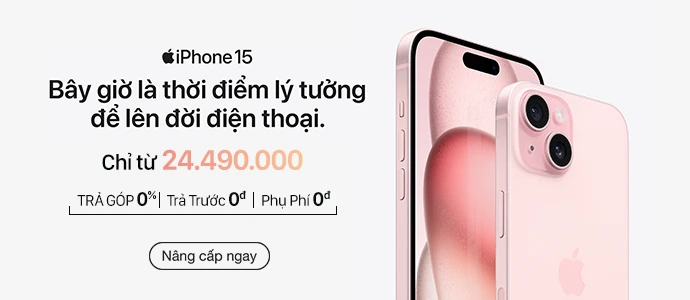 iPhone 15
Bây giờ là thời điểm lý tưởng
để lên đời điện thoại.
Chỉ từ 24.490.000
TRẢ GÓP 0% | Trả Trước 0đ | Phụ Phí 0đ
Nâng cấp ngay